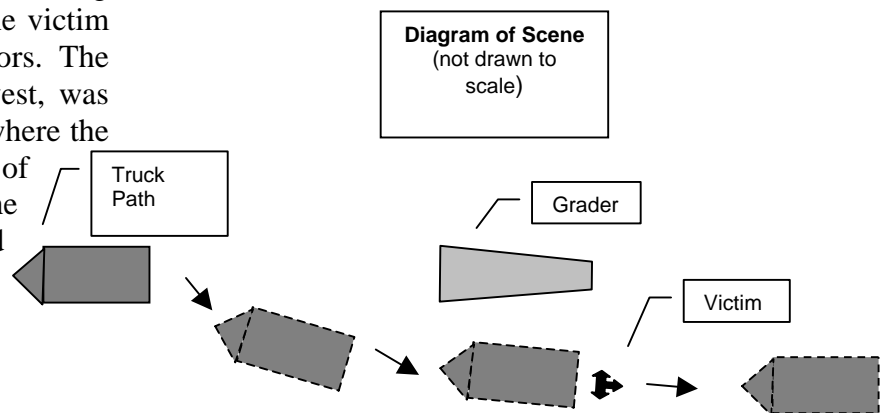 victim
ors. The
est, was
where the
of
Diagram of Scene
(not drawn to
scale)
Truck
Path
Grader
Victim